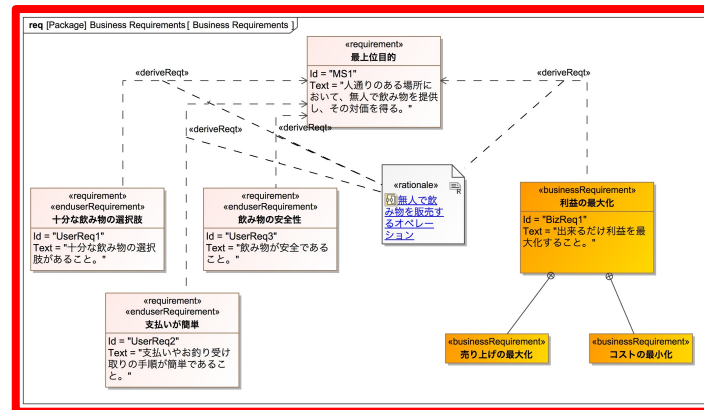 req [Package] Business Requirements [ Business Requirements ]
«requirement»
最上位目的
Id = "MS1"
Text = "人通りのある場所に
おいて、無人で飲み物を提供
し、その対価を得る。"
«deriveReqt»
«deriveReqt»
«deriveReqt»
«deriveReqt»
«rationale»
R
無人で飲
み物を販売す
るオペレー
ション
«requirement»
«enduserRequirement»
十分な飲み物の選択肢
Id = "UserReq1"
Text = "十分な飲み物の選択
肢があること。"
«requirement»
«enduserRequirement»
飲み物の安全性
Id = "UserReq3"
Text = "飲み物が安全である
こと。"
«businessRequirement»
利益の最大化
Id = "BizReq1"
Text = "出来るだけ利益を最
大化すること。"
«requirement»
«enduserRequirement»
支払いが簡単
Id = "UserReq2"
Text = "支払いやお釣り受け
取りの手順が簡単であるこ
と。"
«businessRequirement»
売り上げの最大化
«businessRequirement»
コストの最小化